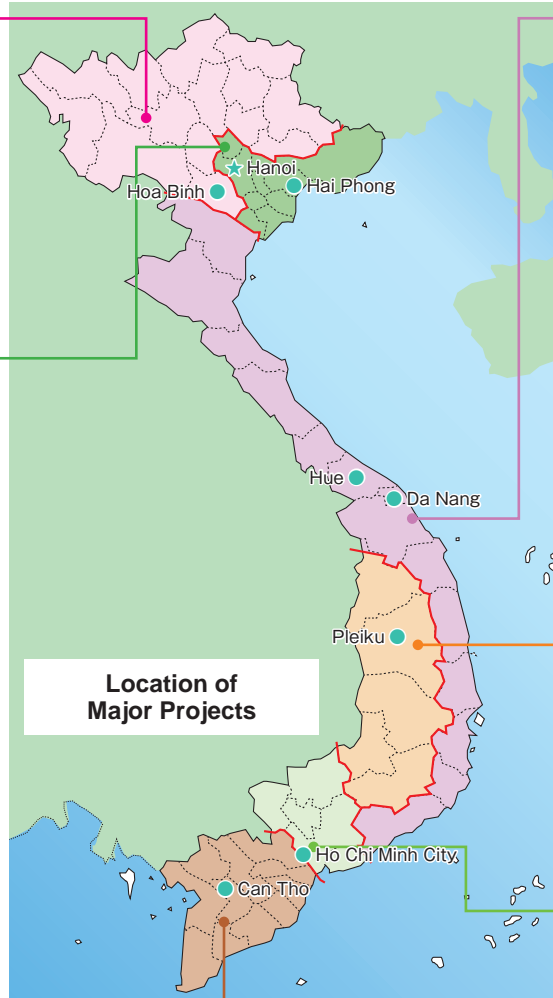 Hanoi
Hai Phong
Hoa Binh
Hue
Da Nang
Pleiku
Location of
Major Projects
Ho Chi Minh City
Can Tho